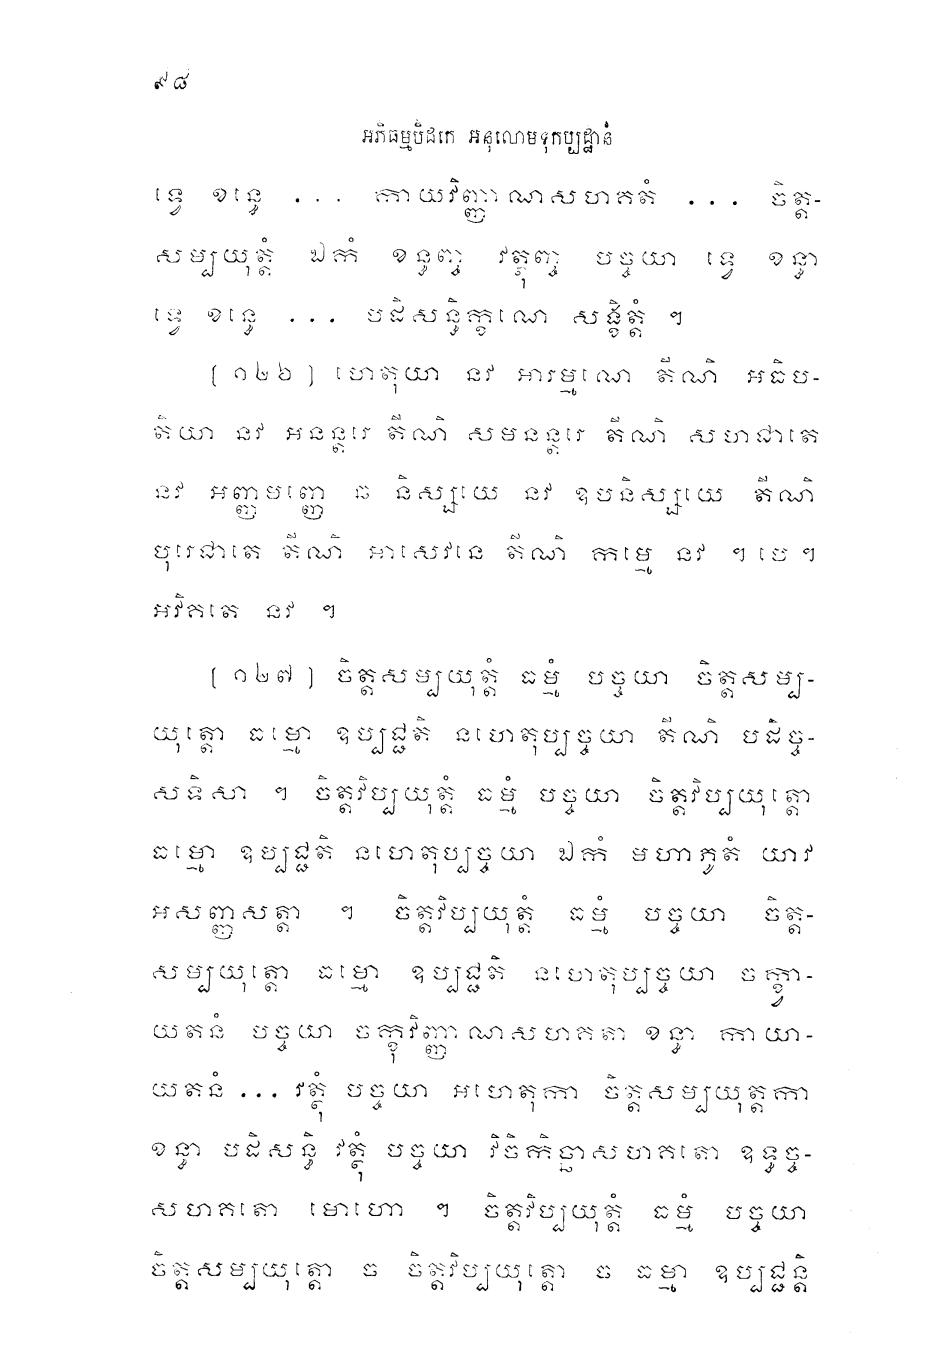 ៩៨
អភិធម្មបិដកេ អនុលោមទុកប្បដ្ឋានំ
ទ្វេ ខន្ធេ ... កាយវិញ្ញាណសហគតំ ... ចិត្ត-
សម្បយុត្តំ ឯកំ ខន្ធញ្ច វត្ថុញ្ច បច្ចយា ទ្វេ ខន្ធា
ទ្វេ ខន្ធេ ... បដិសន្ធិក្ខណេ សង្ខិត្តំ ។
[១២៦] ហេតុយា នវ អារម្មណេ តីណិ អធិប-
តិយា នវ អនន្តរេ តីណិ សមនន្តរេ តីណិ សហជាតេ
នវ អញ្ញមញ្ញេ ឆ និស្សយេ នវ ឧបនិស្សយេ តីណិ
បុរេជាតេ តីណិ អាសេវនេ តីណិ កម្មេ នវ ។បេ។
អវិគតេ នវ ។
[១២៧] ចិត្តសម្បយុត្តំ ធម្មំ បច្ចយា ចិត្តសម្ប-
យុត្តោ ធម្មោ ឧប្បជ្ជតិ នហេតុប្បច្ចយា តីណិ បដិច្ច-
សទិសា ។ ចិត្តវិប្បយុត្តំ ធម្មំ បច្ចយា ចិត្តវិប្បយុត្តោ
ធម្មោ ឧប្បជ្ជតិ នហេតុប្បច្ចយា ឯកំ មហាភូតំ យាវ
អសញ្ញសត្តា ។ ចិត្តវិប្បយុត្តំ ធម្មំ បច្ចយា ចិត្ត-
សម្បយុត្តោ ធម្មោ ឧប្បជ្ជតិ នហេតុប្បច្ចយា ចក្ខ្វា-
យតនំ បច្ចយា ចក្ខុវិញ្ញាណសហគតា ខន្ធា កាយា-
យតនំ ... វត្ថុំ បច្ចយា អហេតុកា ចិត្តសម្បយុត្តកា
ខន្ធា បដិសន្ធិ វត្ថុំ បច្ចយា វិចិកិច្ឆាសហគតោ ឧទ្ធច្ច-
សហគតោ មោហោ ។ ចិត្តវិប្បយុត្តំ ធម្មំ បច្ចយា
ចិត្តសម្បយុត្តោ ច ចិត្តវិប្បយុត្តោ ច ធម្មា ឧប្បជ្ជន្តិ